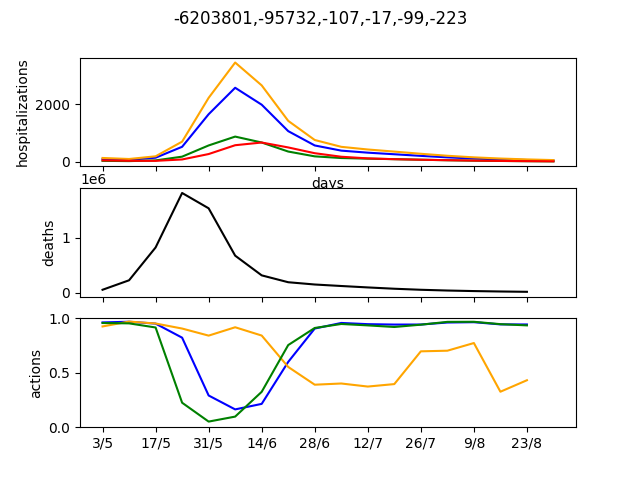 -6203801,-95732,-107,-17,-99,-223
hospitalizations
2000
0
days
1e6
deaths
1
0
actions
1.0
0.5
0.0
3/5 17/5 31/5 14/6 28/6 12/7 26/7 9/8 23/8